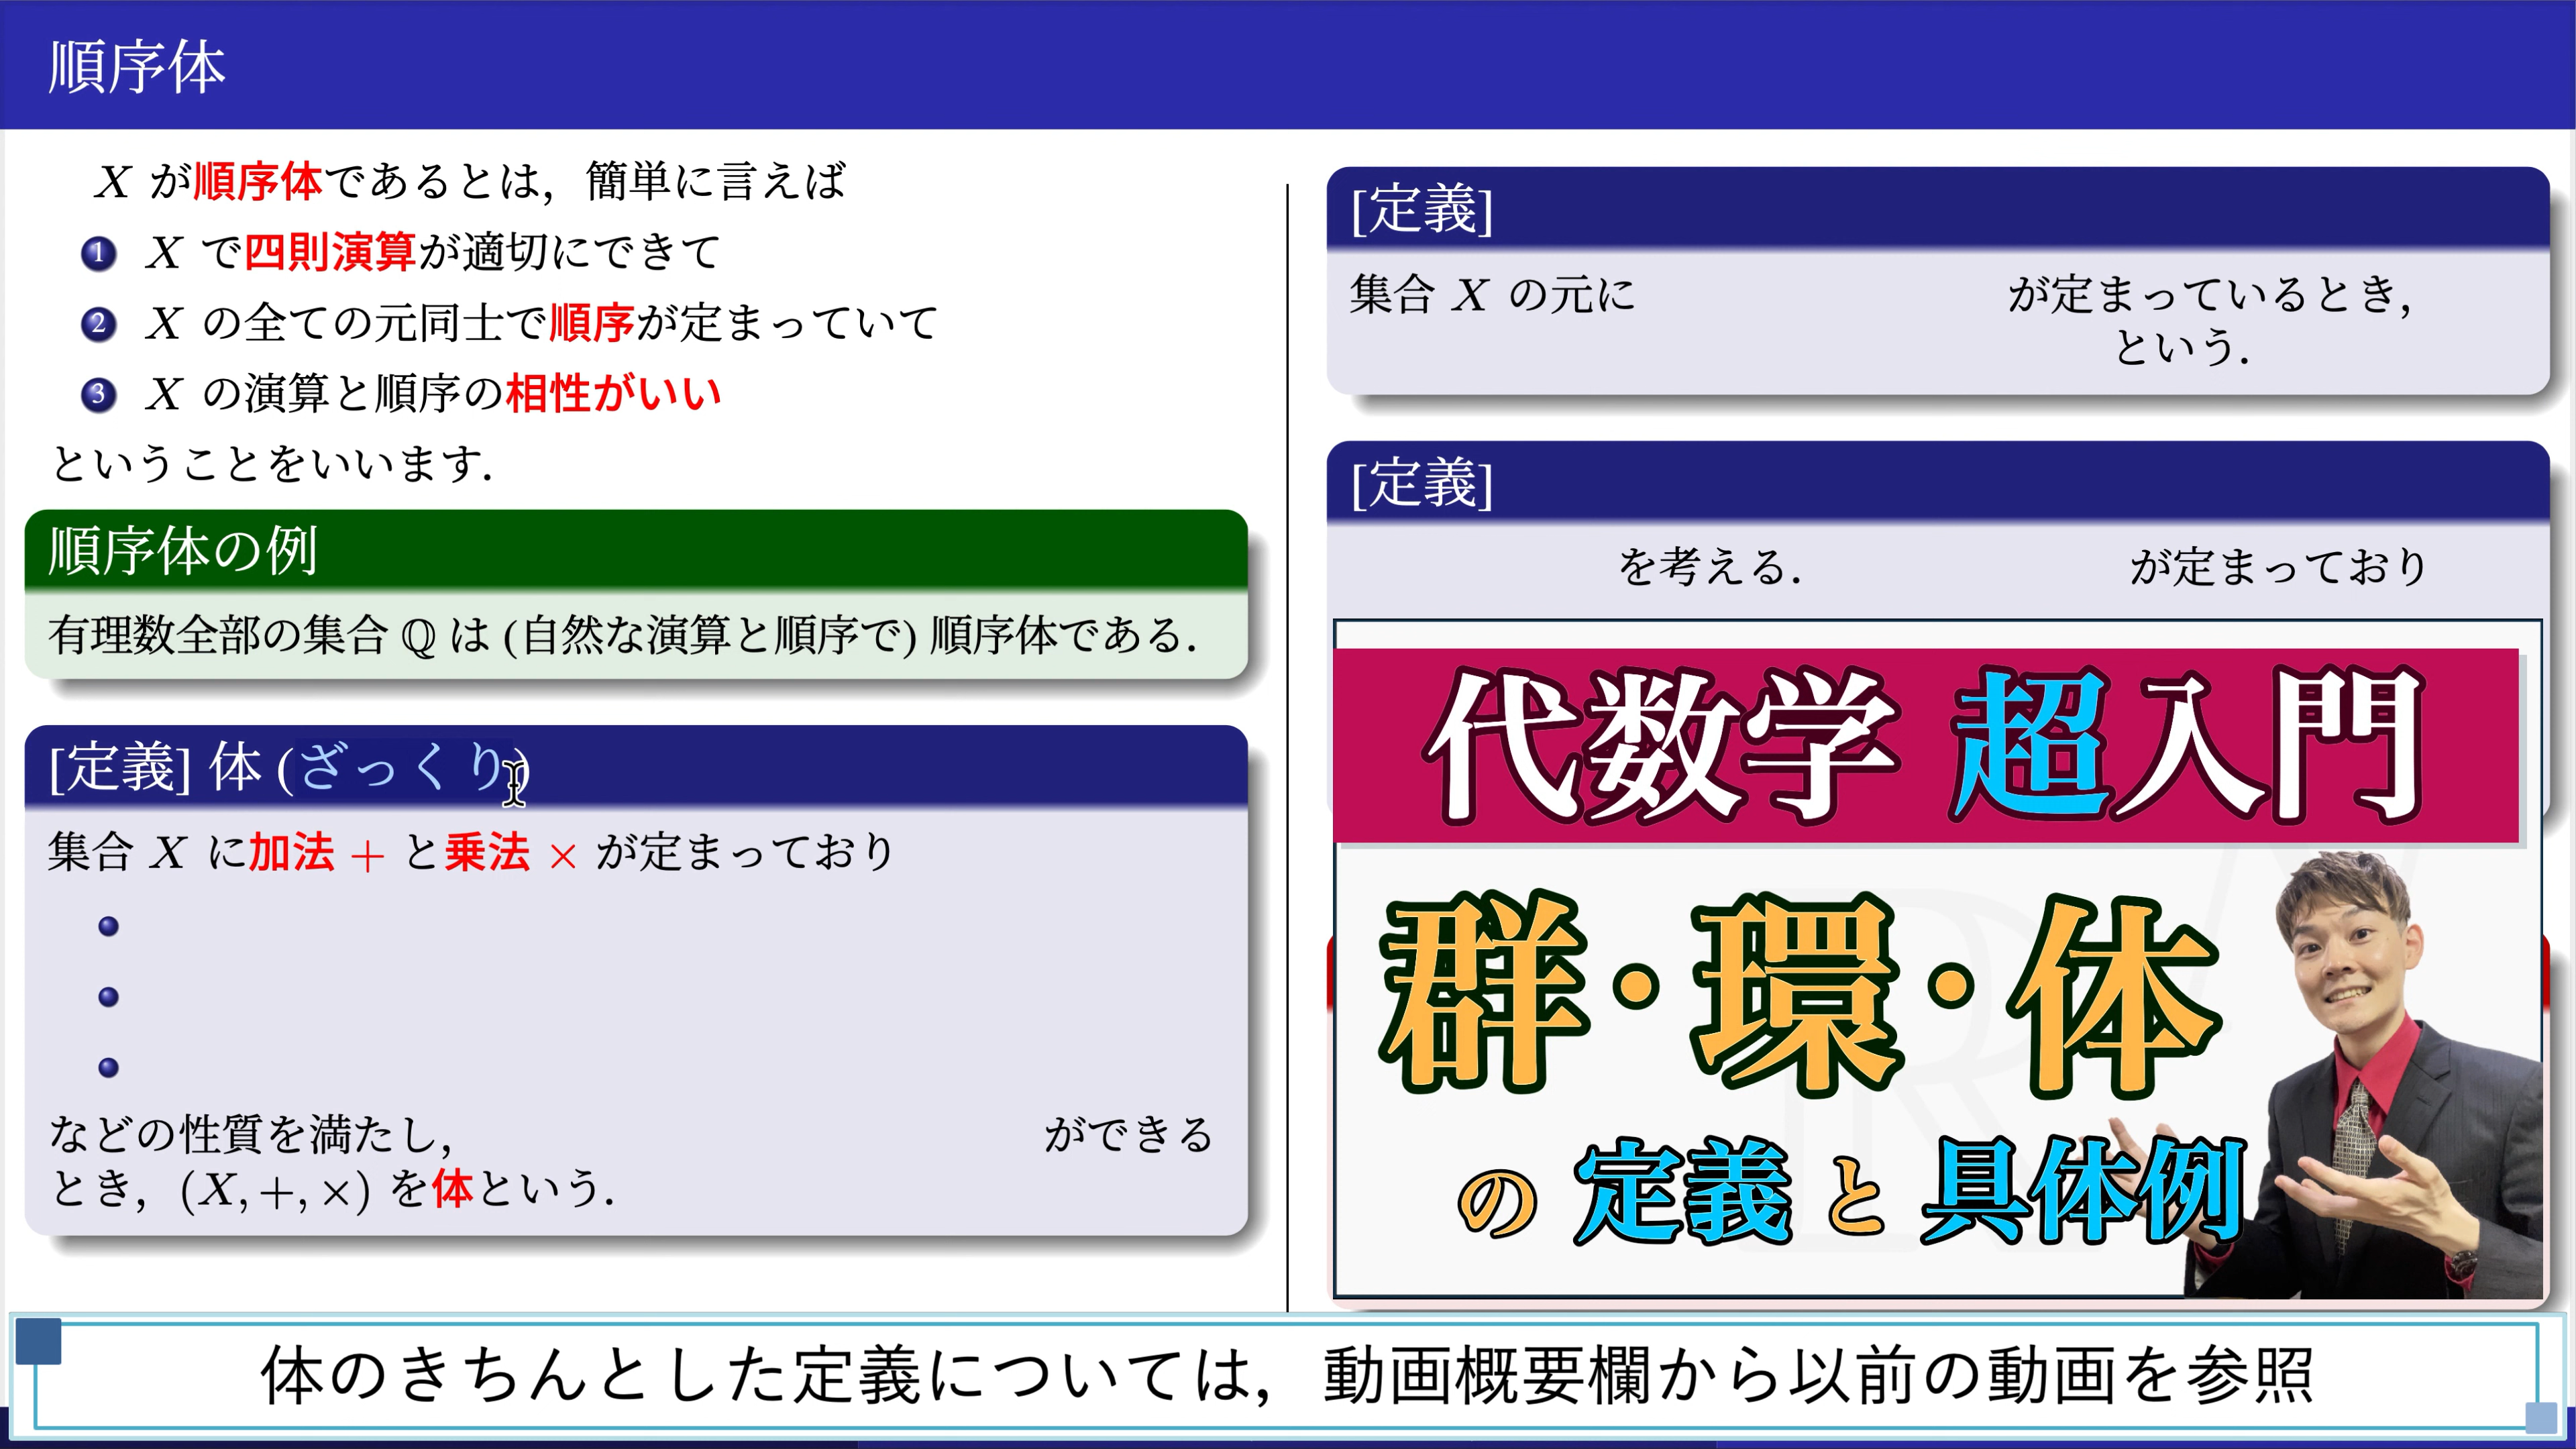 順序体
X が順序体であるとは，簡単に言えば
1 X で四則演算が適切にできて
2 X の全ての元同士で順序が定まっていて
3 X の演算と順序の相性がいい
ということをいいます．
順序体の例
有理数全部の集合 ℚ は (自然な演算と順序で) 順序体である．
[定義] 体 (ざっくり)
集合 X に加法 + と乗法 × が定まっており
などの性質を満たし， ができる
とき，(X, +, ×) を体という．
[定義]
集合 X の元に が定まっているとき，
という．
[定義]
を考える． が定まっており
代数学 超入門
群・環・体
の 定義 と 具体例
体のきちんとした定義については，動画概要欄から以前の動画を参照